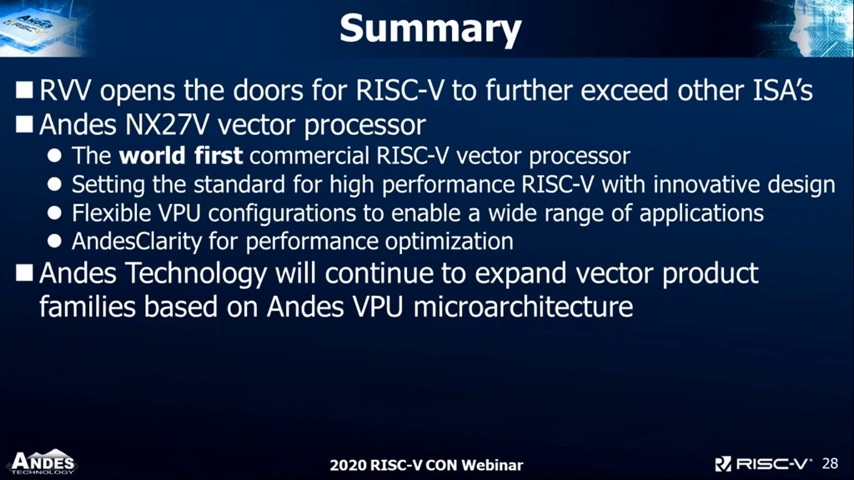 Summary
RVV opens the doors for RISC-V to further exceed other ISA's
Andes NX27V vector processor
The world first commercial RISC-V vector processor
Setting the standard for high performance RISC-V with innovative design
Flexible VPU configurations to enable a wide range of applications
AndesClarity for performance optimization
Andes Technology will continue to expand vector product
families based on Andes VPU microarchitecture
ANDES
TECHNOLOGY
2020 RISC-V CON Webinar
RISC-V 28